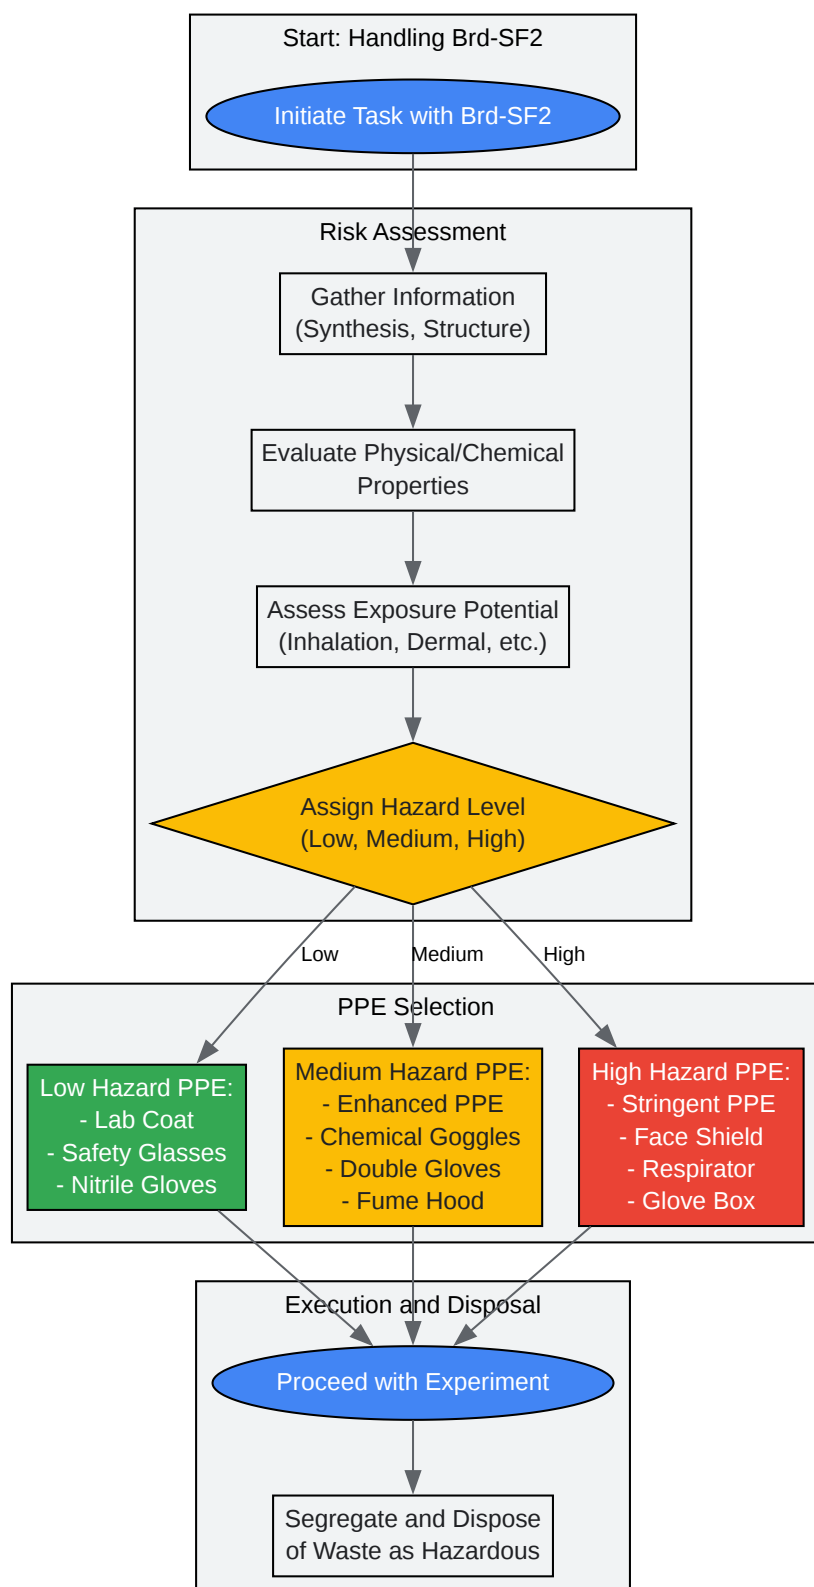 Start: Handling Brd-SF2
Initiate Task with Brd-SF2
Risk Assessment
Gather Information
(Synthesis, Structure)
Evaluate Physical/Chemical
Properties
Assess Exposure Potential
(Inhalation, Dermal, etc.)
Assign Hazard Level
(Low, Medium, High)
Low
Medium
High
PPE Selection
Low Hazard PPE:
- Lab Coat
- Safety Glasses
- Nitrile Gloves
Medium Hazard PPE:
- Enhanced PPE
- Chemical Goggles
- Double Gloves
- Fume Hood
High Hazard PPE:
- Stringent PPE
- Face Shield
- Respirator
- Glove Box
Execution and Disposal
Proceed with Experiment
Segregate and Dispose
of Waste as Hazardous